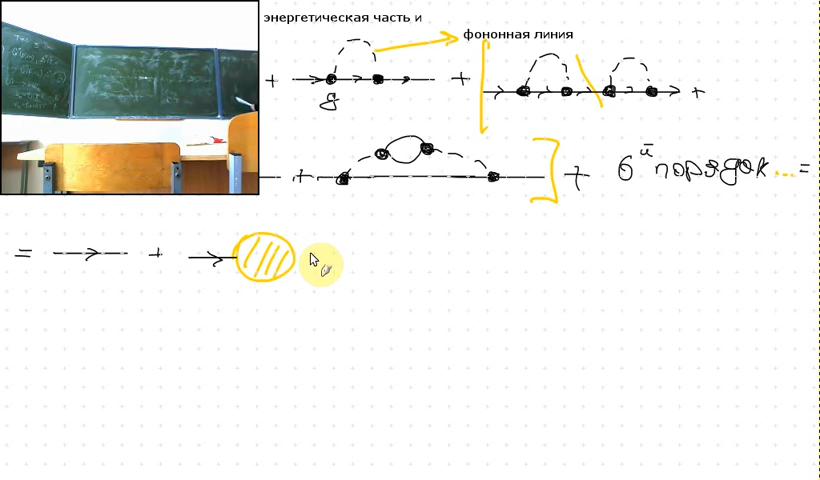 энергетическая часть и
фононная линия
+ + +
g
+ + 6й порядок ... =
= +